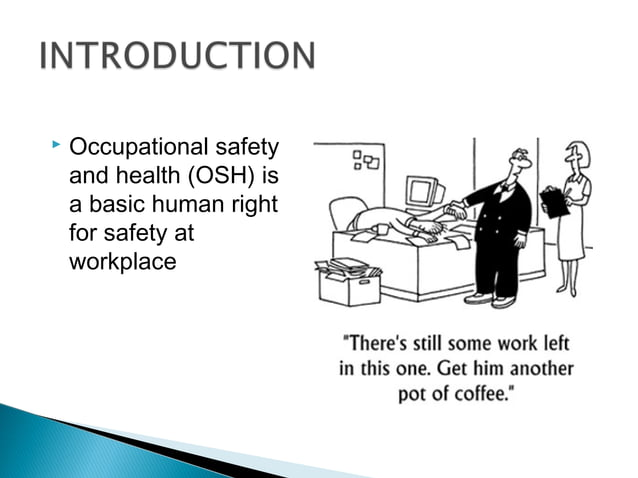 INTRODUCTION
Occupational safety
and health (OSH) is
a basic human right
for safety at
workplace
"There's still some work left
in this one. Get him another
pot of coffee."